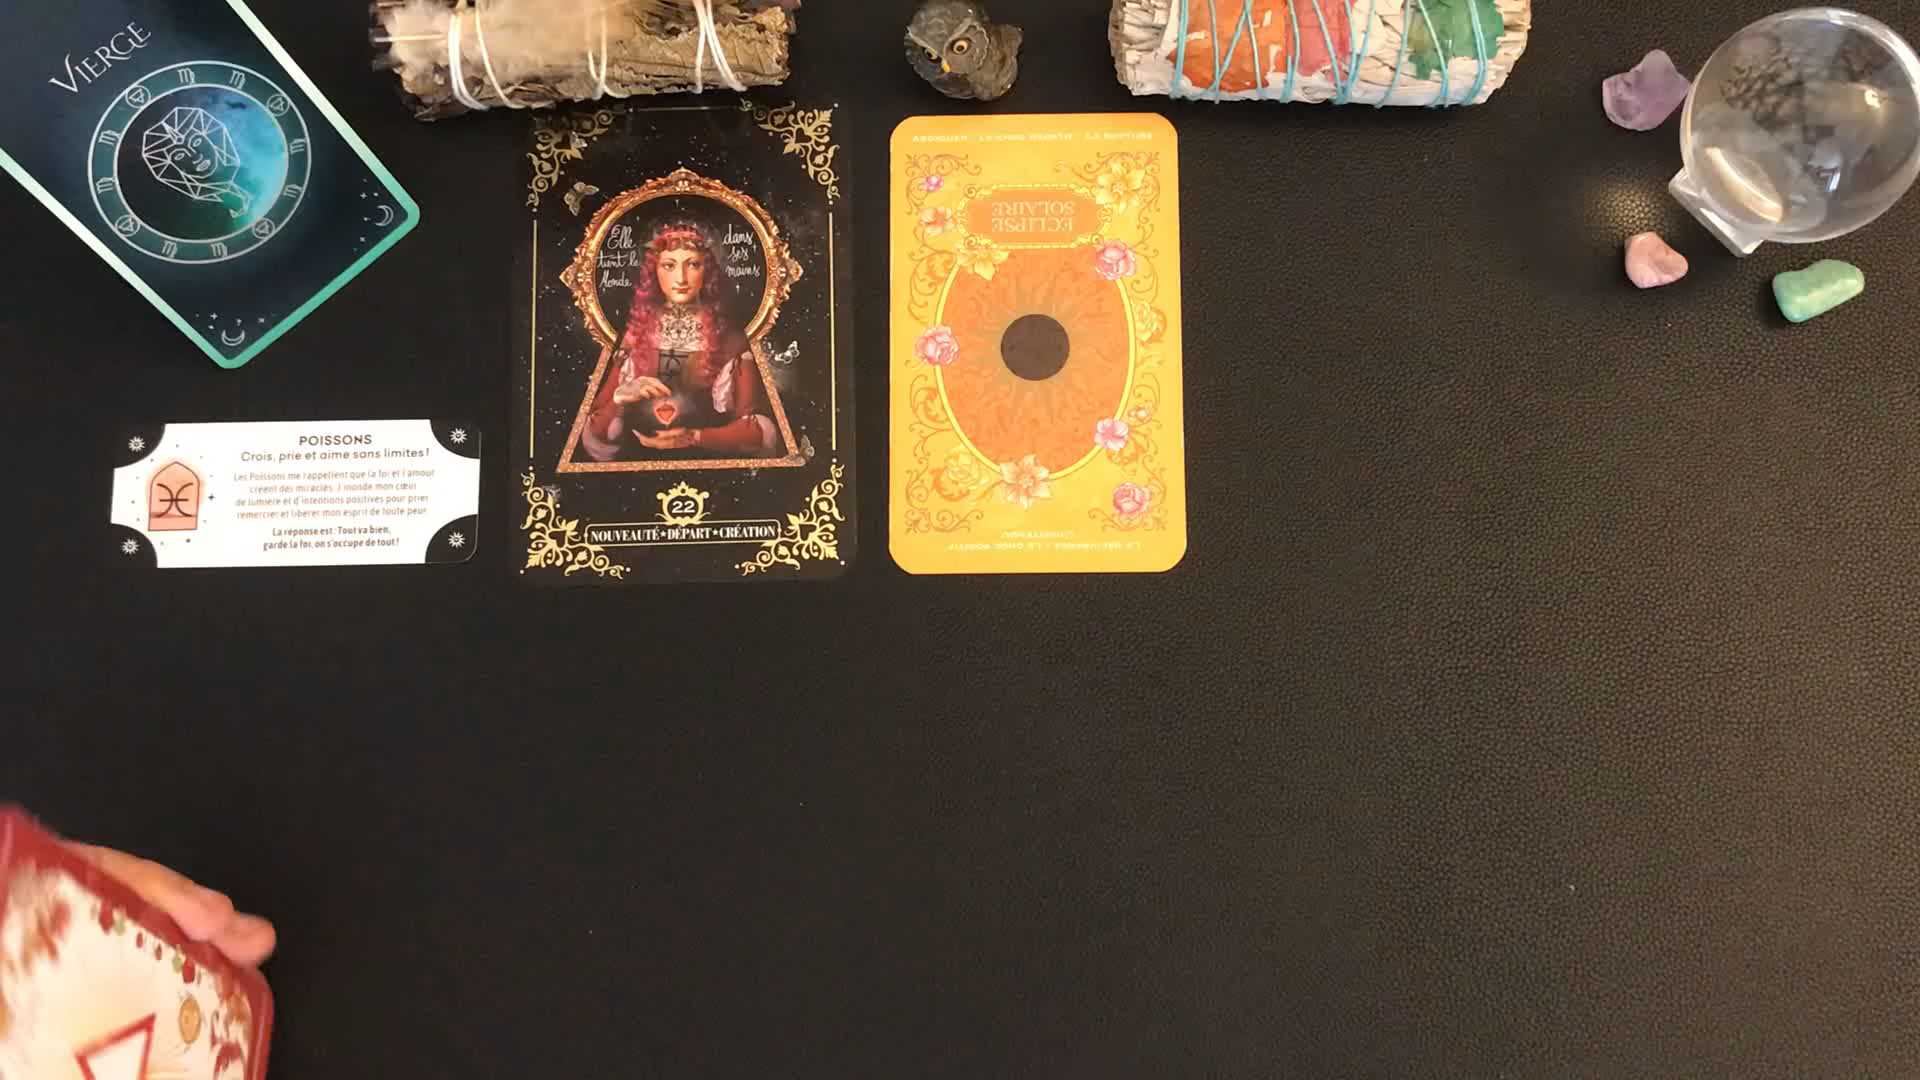 VIERGE
POISSONS
Crois, prie et aime sans limites !
Les Poissons me rappellent que la foi et l'amour
créent des miracles. J'inonde mon cœur
de lumière et d'intentions positives pour prier,
remercier et libérer mon esprit de toute peur.
La réponse est : Tout va bien,
garde la foi, on s'occupe de tout !
Elle
tient le
Monde
dans
ses
mains
22
NOUVEAUTÉ★DÉPART★CRÉATION
ECLIPSE
SOLAIRE